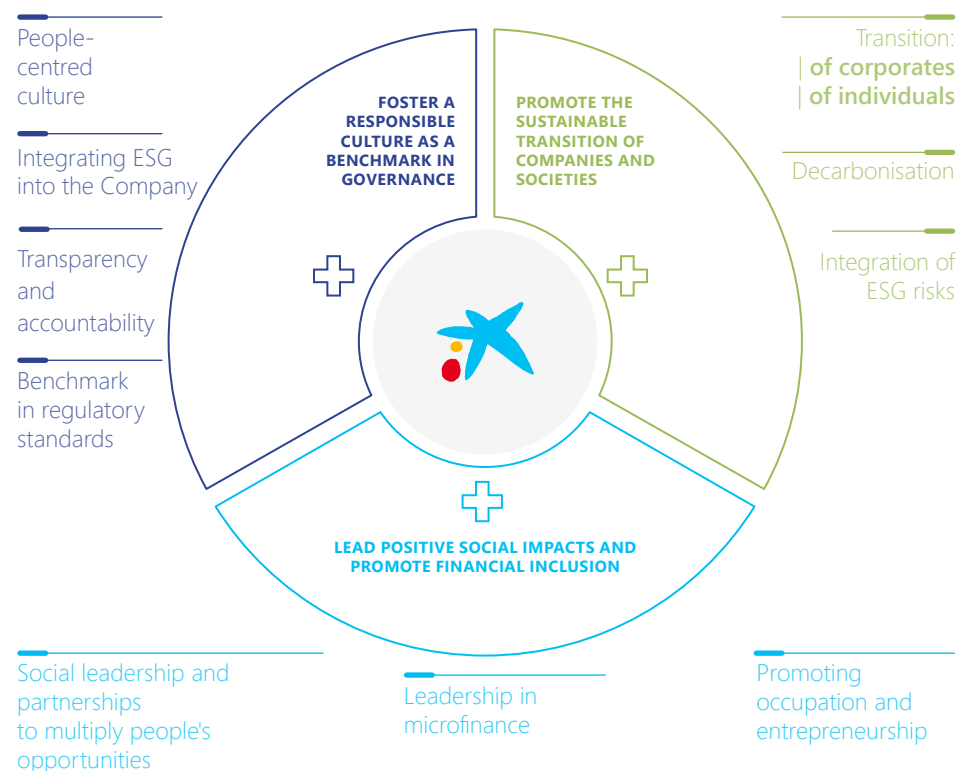 People-
centred
culture
Integrating ESG
into the Company
Transparency
and
accountability
Benchmark
in regulatory
standards
FOSTER A
RESPONSIBLE
CULTURE AS A
BENCHMARK IN
GOVERNANCE
PROMOTE THE
SUSTAINABLE
TRANSITION OF
COMPANIES AND
SOCIETIES
Transition:
| of corporates
| of individuals
Decarbonisation
Integration of
ESG risks
LEAD POSITIVE SOCIAL IMPACTS AND
PROMOTE FINANCIAL INCLUSION
Social leadership and
partnerships
to multiply people's
opportunities
Leadership in
microfinance
Promoting
occupation and
entrepreneurship